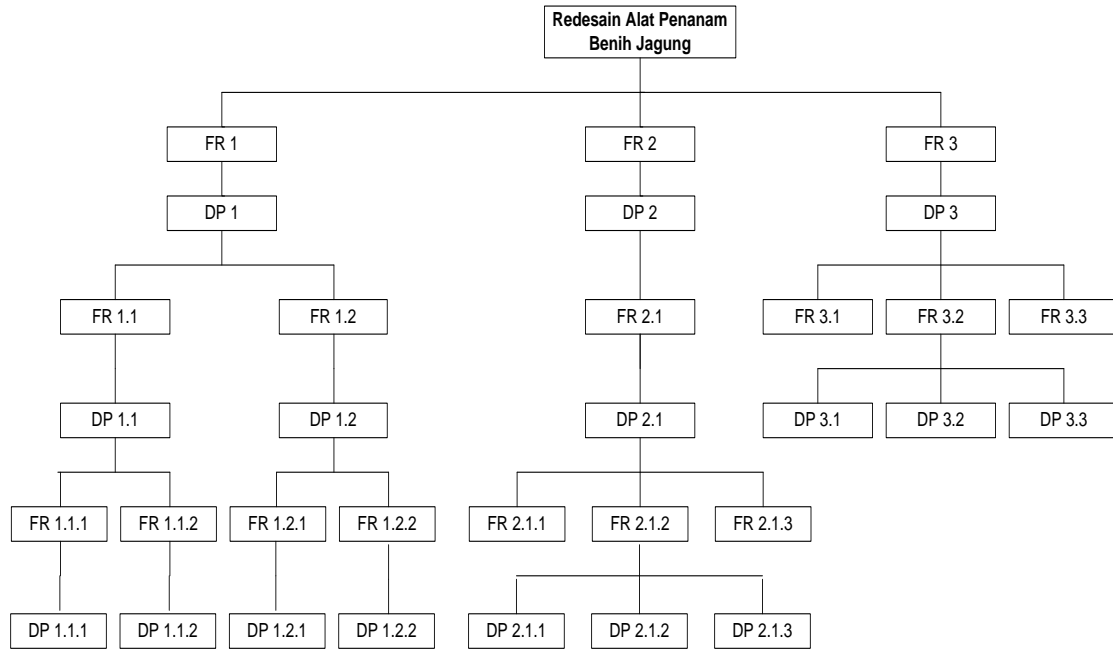 Redesain Alat Penanam
Benih Jagung
FR 1
FR 2
FR 3
DP 1
DP 2
DP 3
FR 1.1
FR 1.2
FR 2.1
FR 3.1
FR 3.2
FR 3.3
DP 1.1
DP 1.2
DP 2.1
DP 3.1
DP 3.2
DP 3.3
FR 1.1.1
FR 1.1.2
FR 1.2.1
FR 1.2.2
FR 2.1.1
FR 2.1.2
FR 2.1.3
DP 1.1.1
DP 1.1.2
DP 1.2.1
DP 1.2.2
DP 2.1.1
DP 2.1.2
DP 2.1.3